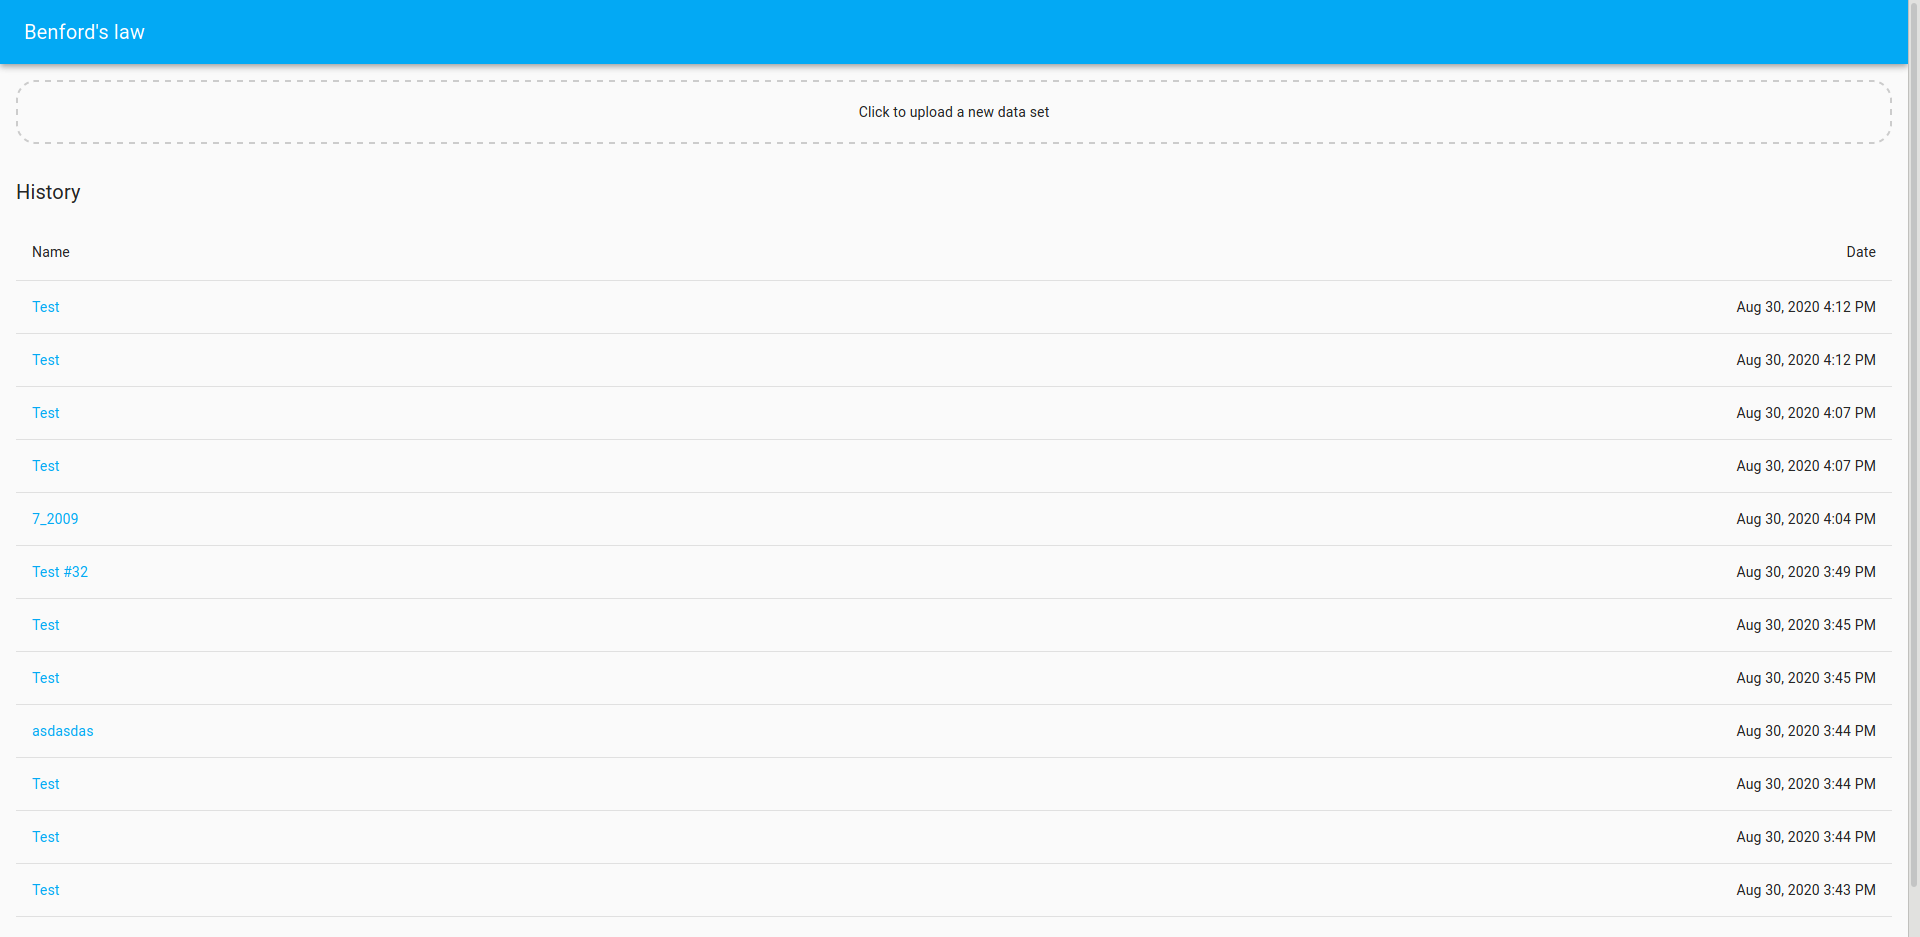 Benford's law
Click to upload a new data set
History
Name Date
Test Aug 30, 2020 4:12 PM
Test Aug 30, 2020 4:12 PM
Test Aug 30, 2020 4:07 PM
Test Aug 30, 2020 4:07 PM
7_2009 Aug 30, 2020 4:04 PM
Test #32 Aug 30, 2020 3:49 PM
Test Aug 30, 2020 3:45 PM
Test Aug 30, 2020 3:45 PM
asdasdas Aug 30, 2020 3:44 PM
Test Aug 30, 2020 3:44 PM
Test Aug 30, 2020 3:44 PM
Test Aug 30, 2020 3:43 PM